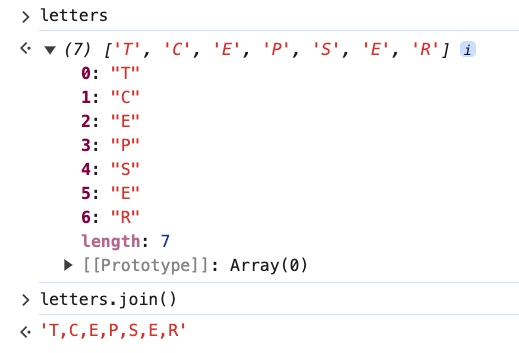 letters
(7) ['T', 'C', 'E', 'P', 'S', 'E', 'R'] i
0: "T"
1: "C"
2: "E"
3: "P"
4: "S"
5: "E"
6: "R"
length: 7
[[Prototype]]: Array(0)
letters.join()
'T,C,E,P,S,E,R'